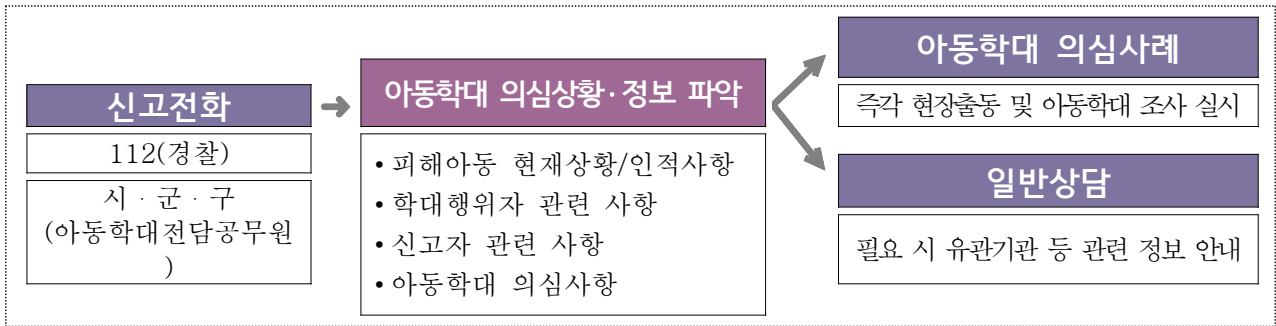 신고전화
112(경찰)
시 · 군 · 구
(아동학대전담공무원
)
아동학대 의심상황·정보 파악
• 피해아동 현재상황/인적사항
• 학대행위자 관련 사항
• 신고자 관련 사항
• 아동학대 의심사항
아동학대 의심사례
즉각 현장출동 및 아동학대 조사 실시
일반상담
필요 시 유관기관 등 관련 정보 안내